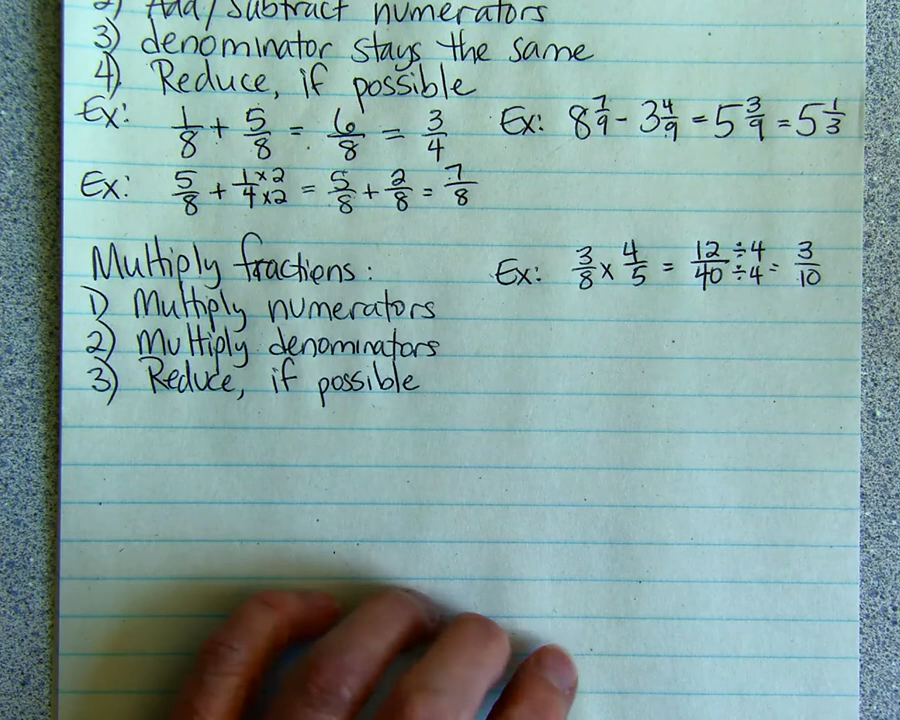 2) Add/Subtract numerators
3) denominator stays the same
4) Reduce, if possible
Ex: 1/8 + 5/8 = 6/8 = 3/4 Ex: 8 7/9 - 3 4/9 = 5 3/9 = 5 1/3
Ex: 5/8 + 1×2/4×2 = 5/8 + 2/8 = 7/8
Multiply fractions: Ex: 3/8 x 4/5 = 12÷4/40÷4 = 3/10
1) Multiply numerators
2) Multiply denominators
3) Reduce, if possible